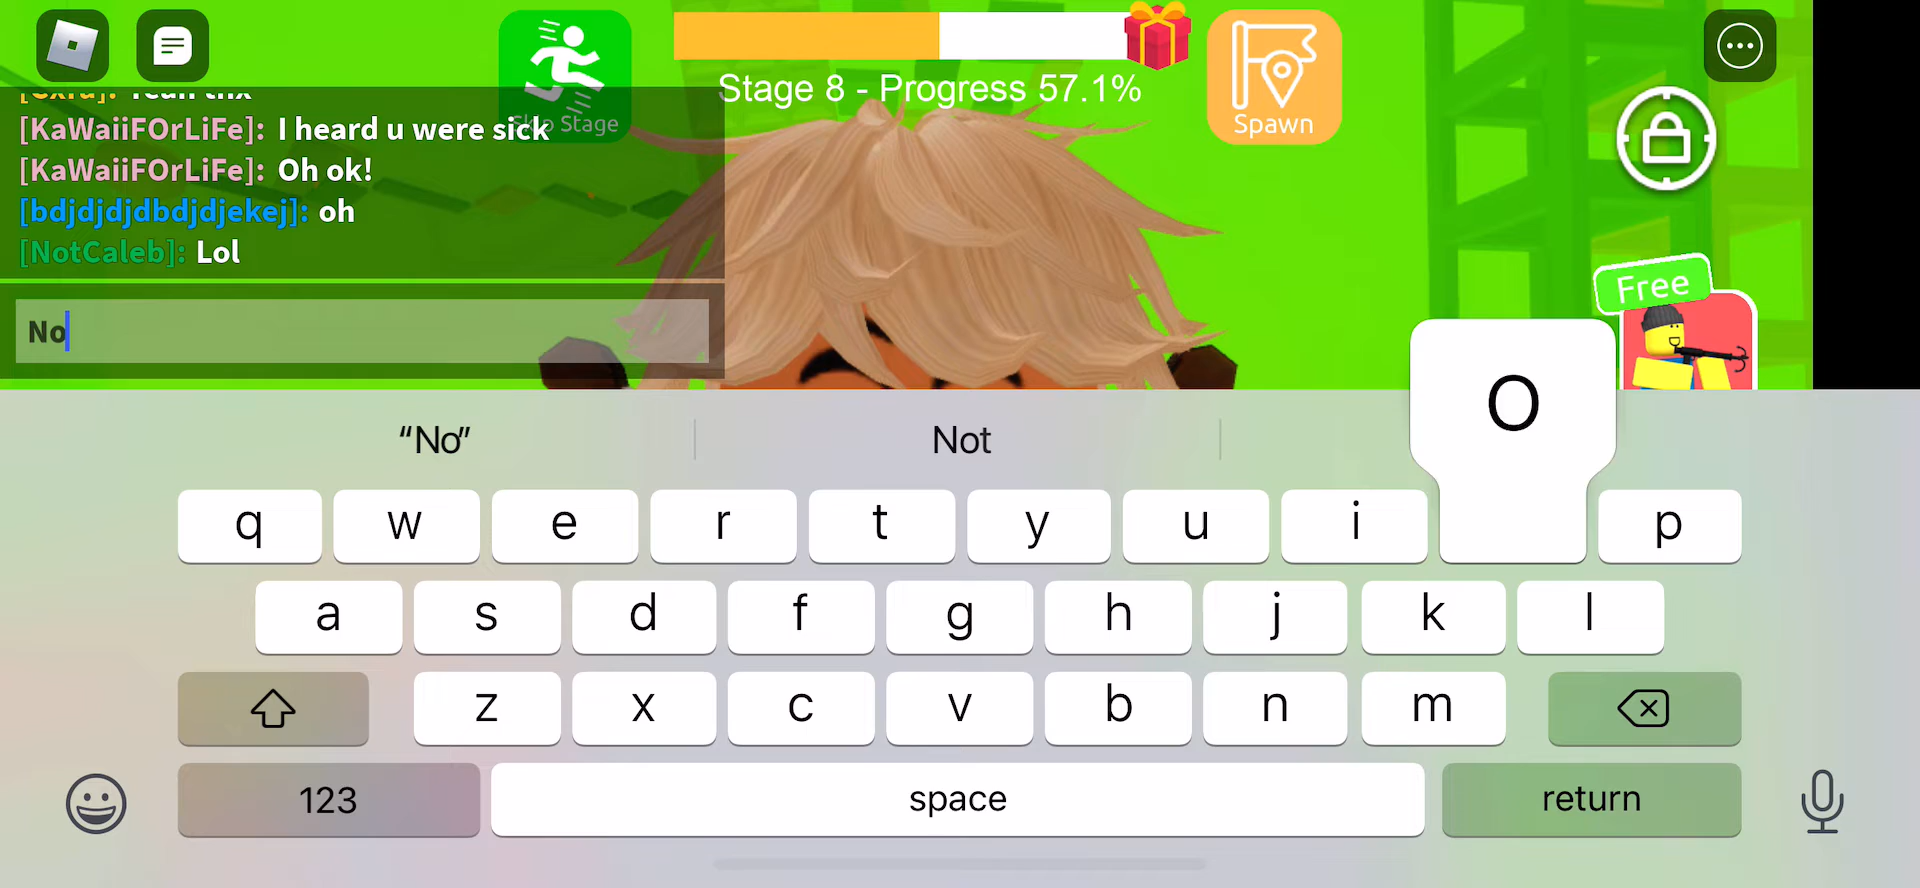 Stage 8 - Progress 57.1%
Stage
Spawn
thx
[KaWaiiFOrLiFe]: I heard u were sick
[KaWaiiFOrLiFe]: Oh ok!
[bdjdjdjdbdjdjekej]: oh
[NotCaleb]: Lol
No
Free
“No” Not
q w e r t y u i O p
a s d f g h j k l
z x c v b n m
123 space return